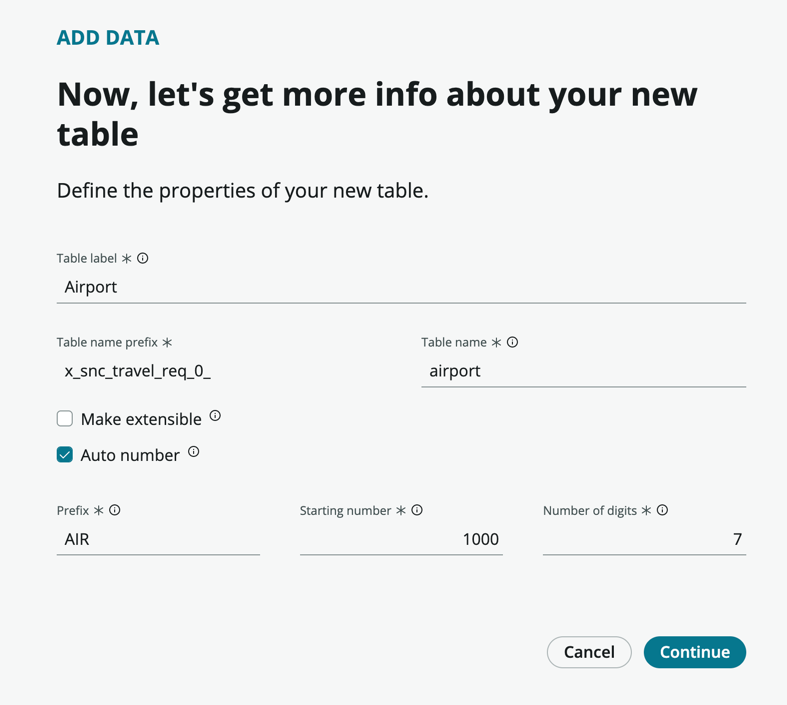 ADD DATA
Now, let's get more info about your new
table
Define the properties of your new table.
Table label *
Airport
Table name prefix * Table name *
x_snc_travel_req_0_ airport
Make extensible
Auto number
Prefix * Starting number * Number of digits *
AIR 1000 7
Cancel Continue